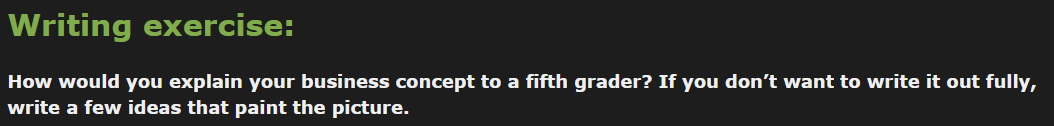 Writing exercise:
How would you explain your business concept to a fifth grader? If you don’t want to write it out fully,
write a few ideas that paint the picture.